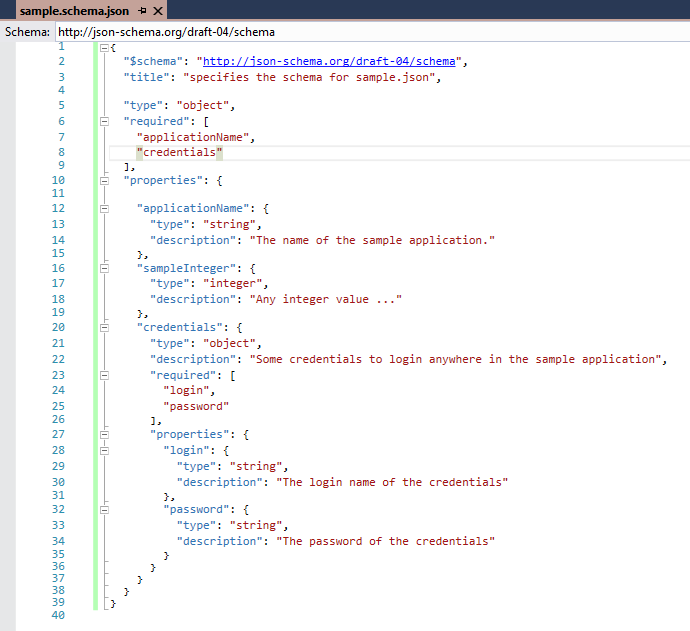 sample.schema.json
Schema: http://json-schema.org/draft-04/schema
1 {
2 "$schema": "http://json-schema.org/draft-04/schema",
3 "title": "specifies the schema for sample.json",
4
5 "type": "object",
6 "required": [
7 "applicationName",
8 "credentials"
9 ],
10 "properties": {
11
12 "applicationName": {
13 "type": "string",
14 "description": "The name of the sample application."
15 },
16 "sampleInteger": {
17 "type": "integer",
18 "description": "Any integer value ..."
19 },
20 "credentials": {
21 "type": "object",
22 "description": "Some credentials to login anywhere in the sample application",
23 "required": [
24 "login",
25 "password"
26 ],
27 "properties": {
28 "login": {
29 "type": "string",
30 "description": "The login name of the credentials"
31 },
32 "password": {
33 "type": "string",
34 "description": "The password of the credentials"
35 }
36 }
37 }
38 }
39 }
40